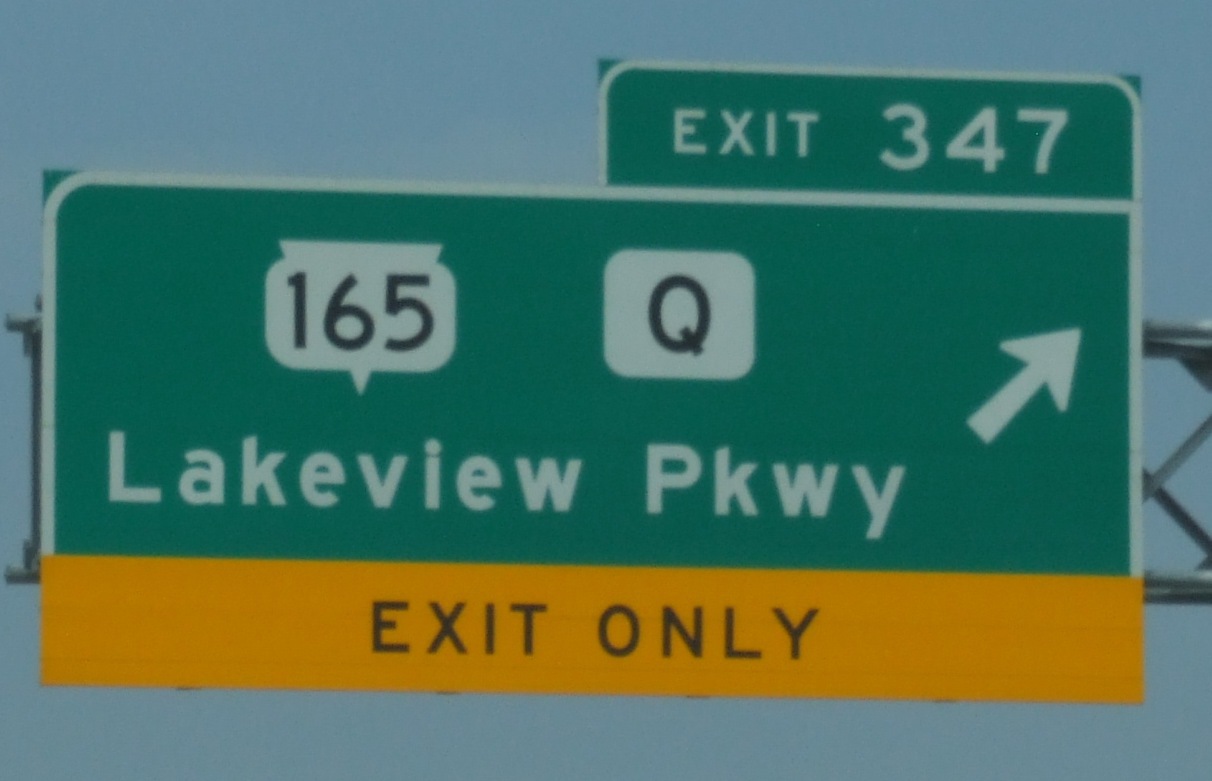 EXIT 347
165 Q
Lakeview Pkwy
EXIT ONLY